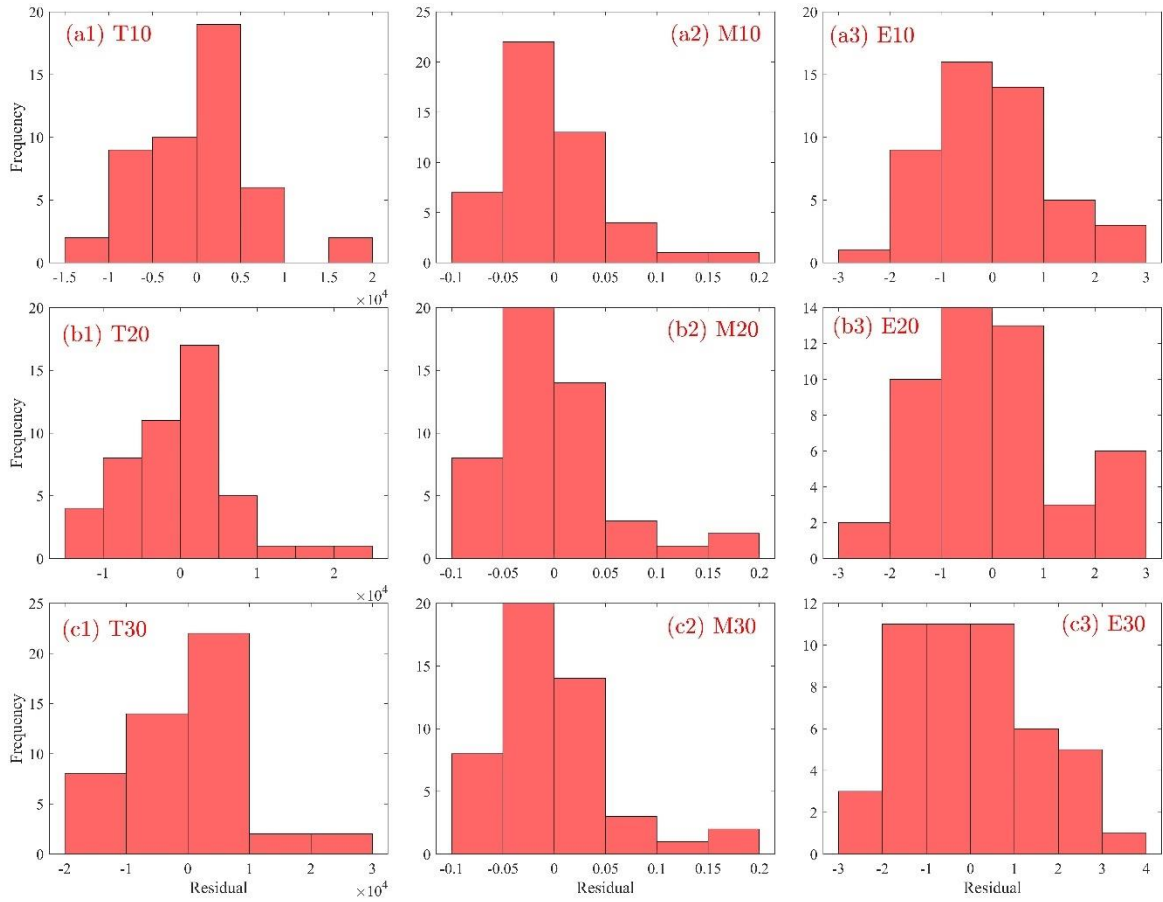 (a1) T10
20
15
10
5
0
Frequency
-1.5 -1 -0.5 0 0.5 1 1.5 2
×10⁴
(a2) M10
25
20
15
10
5
0
-0.1 -0.05 0 0.05 0.1 0.15 0.2
(a3) E10
20
15
10
5
0
-3 -2 -1 0 1 2 3
(b1) T20
20
15
10
5
0
Frequency
-1 0 1 2
×10⁴
(b2) M20
20
15
10
5
0
-0.1 -0.05 0 0.05 0.1 0.15 0.2
(b3) E20
14
12
10
8
6
4
2
0
-3 -2 -1 0 1 2 3
(c1) T30
25
20
15
10
5
0
Frequency
-2 -1 0 1 2 3
Residual
×10⁴
(c2) M30
20
15
10
5
0
-0.1 -0.05 0 0.05 0.1 0.15 0.2
Residual
(c3) E30
12
10
8
6
4
2
0
-3 -2 -1 0 1 2 3 4
Residual